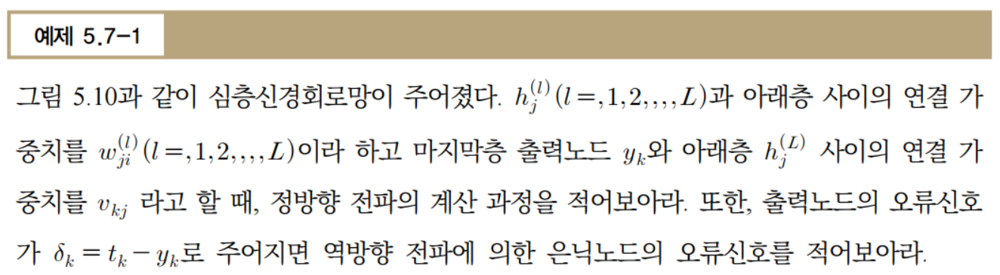 예제 5.7-1
그림 5.10과 같이 심층신경회로망이 주어졌다. $h_j^{(l)}(l=,1,2,,,,L)$과 아래층 사이의 연결 가
중치를 $w_{ji}^{(l)}(l=,1,2,,,,L)$이라 하고 마지막층 출력노드 $y_k$와 아래층 $h_j^{(L)}$ 사이의 연결 가
중치를 $v_{kj}$ 라고 할 때, 정방향 전파의 계산 과정을 적어보아라. 또한, 출력노드의 오류신호
가 $\delta_k = t_k - y_k$로 주어지면 역방향 전파에 의한 은닉노드의 오류신호를 적어보아라.